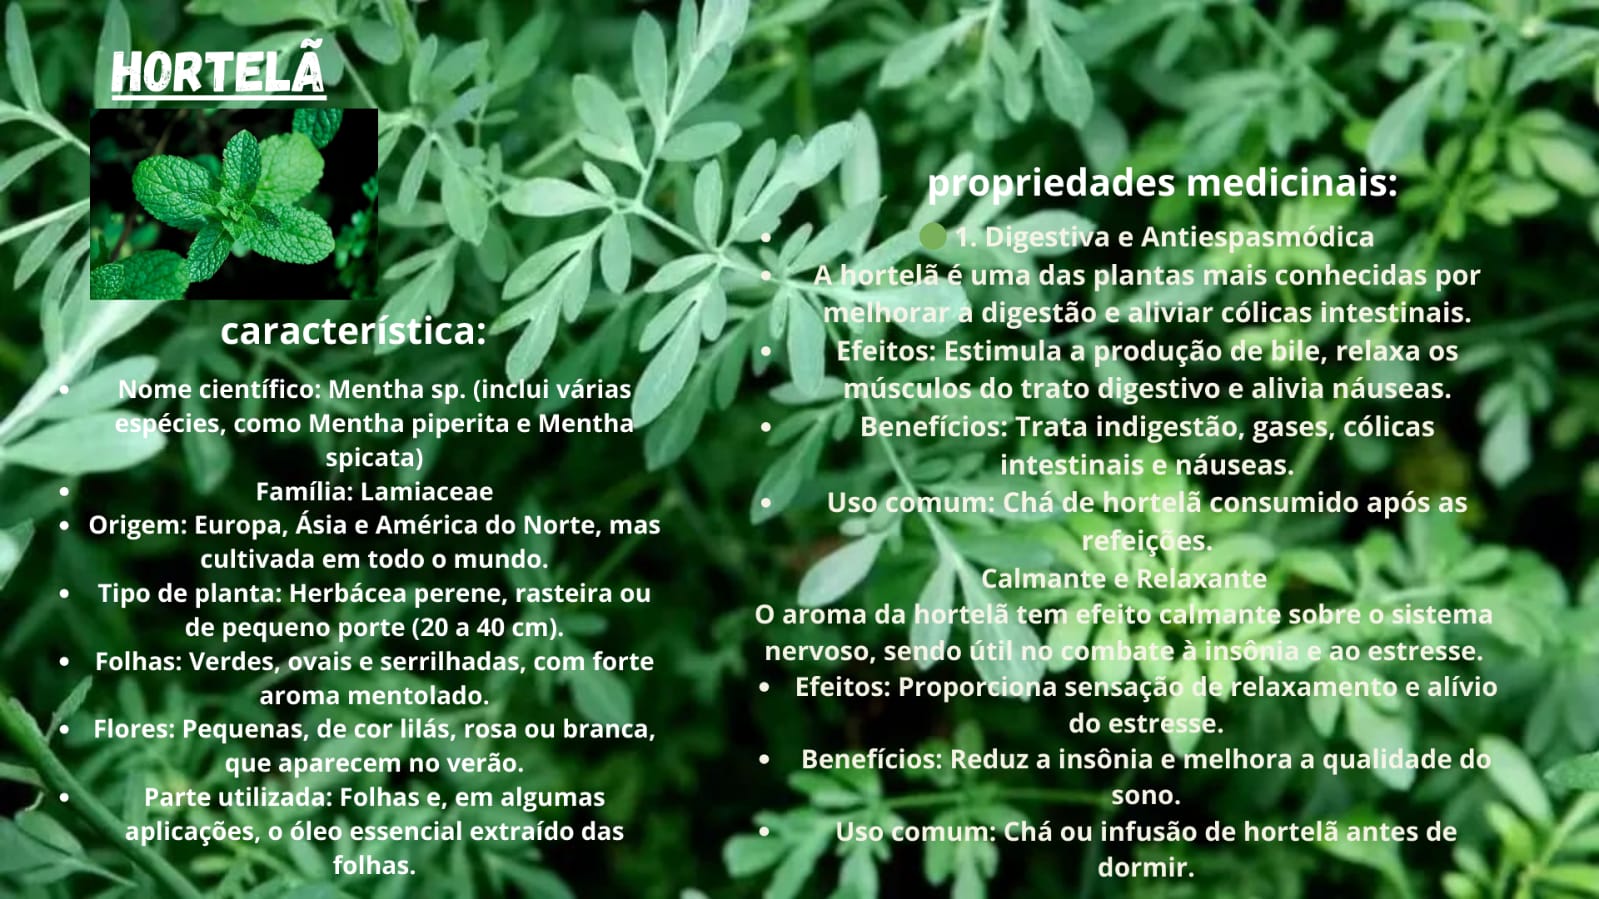 HORTELÃ
característica:
Nome científico: Mentha sp. (inclui várias
espécies, como Mentha piperita e Mentha
spicata)
Família: Lamiaceae
Origem: Europa, Ásia e América do Norte, mas
cultivada em todo o mundo.
Tipo de planta: Herbácea perene, rasteira ou
de pequeno porte (20 a 40 cm).
Folhas: Verdes, ovais e serrilhadas, com forte
aroma mentolado.
Flores: Pequenas, de cor lilás, rosa ou branca,
que aparecem no verão.
Parte utilizada: Folhas e, em algumas
aplicações, o óleo essencial extraído das
folhas.
propriedades medicinais:
1. Digestiva e Antiespasmódica
A hortelã é uma das plantas mais conhecidas por
melhorar a digestão e aliviar cólicas intestinais.
Efeitos: Estimula a produção de bile, relaxa os
músculos do trato digestivo e alivia náuseas.
Benefícios: Trata indigestão, gases, cólicas
intestinais e náuseas.
Uso comum: Chá de hortelã consumido após as
refeições.
Calmante e Relaxante
O aroma da hortelã tem efeito calmante sobre o sistema
nervoso, sendo útil no combate à insônia e ao estresse.
Efeitos: Proporciona sensação de relaxamento e alívio
do estresse.
Benefícios: Reduz a insônia e melhora a qualidade do
sono.
Uso comum: Chá ou infusão de hortelã antes de
dormir.